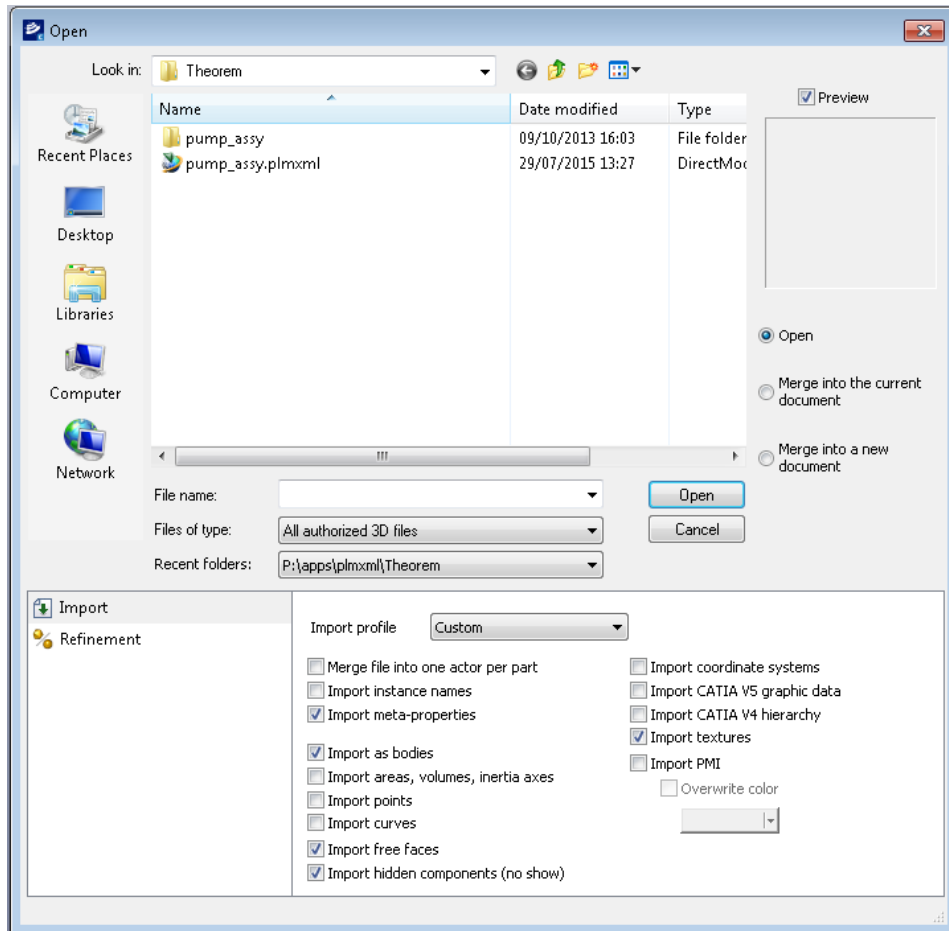 Open
Look in: Theorem
Preview
Name Date modified Type
pump_assy 09/10/2013 16:03 File folder
pump_assy.plmxml 29/07/2015 13:27 DirectMod
Recent Places
Desktop
Libraries
Computer
Network
Open
Merge into the current
document
Merge into a new
document
File name: Open
Files of type: All authorized 3D files Cancel
Recent folders: P:\apps\plmxml\Theorem
Import
Refinement
Import profile Custom
Merge file into one actor per part
Import instance names
Import meta-properties
Import as bodies
Import areas, volumes, inertia axes
Import points
Import curves
Import free faces
Import hidden components (no show)
Import coordinate systems
Import CATIA V5 graphic data
Import CATIA V4 hierarchy
Import textures
Import PMI
Overwrite color